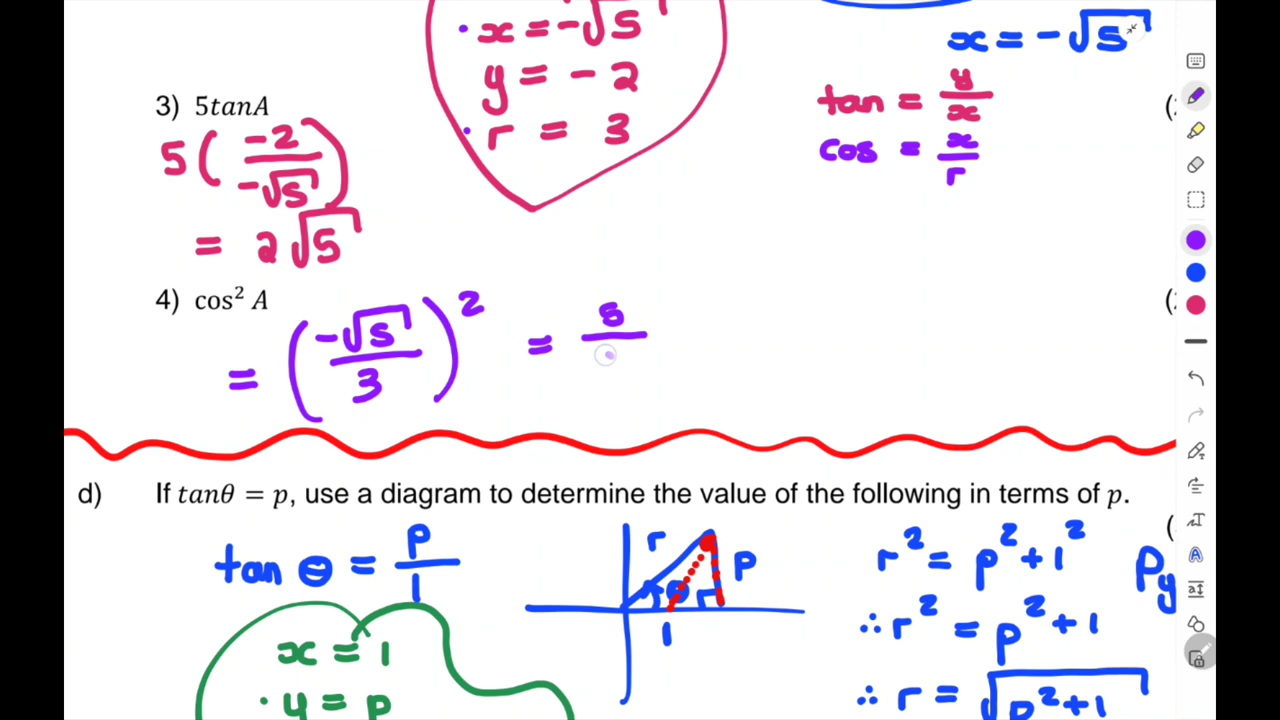 x = -√5
y = -2
r = 3
x = -√5
tan = y/x
cos = x/r
3) 5tanA
5(-2/-√5)
= 2√5
4) cos² A
= (-√5/3)² = 5/
d) If tanθ = p, use a diagram to determine the value of the following in terms of p.
tan θ = p/1
x = 1
y = p
r p θ 1
r² = p² + 1²
∴ r² = p² + 1
∴ r = √p² + 1
Py